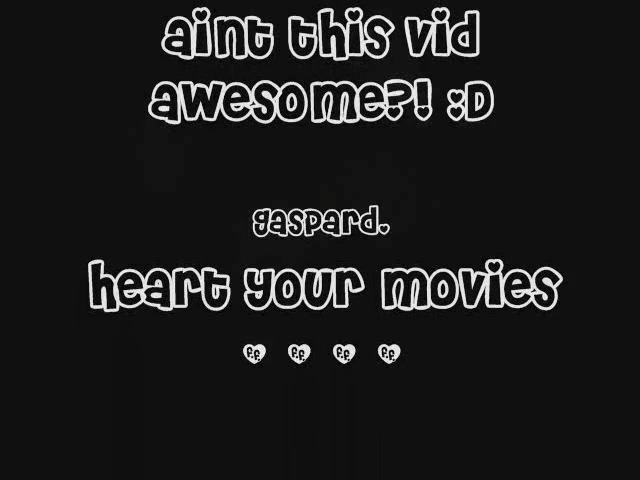 aint this vid
awesome?! :D
gaspard.
heart your movies
f.f. f.f. f.f. f.f.